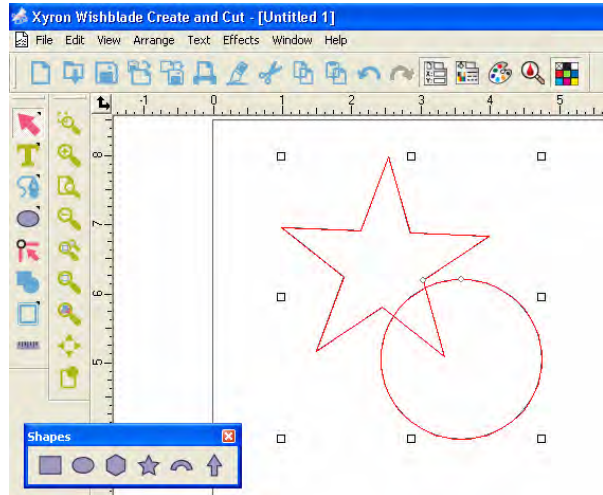 Xyron Wishblade Create and Cut - [Untitled 1]
File Edit View Arrange Text Effects Window Help
-1 0 1 2 3 4 5
8
7
6
5
Shapes